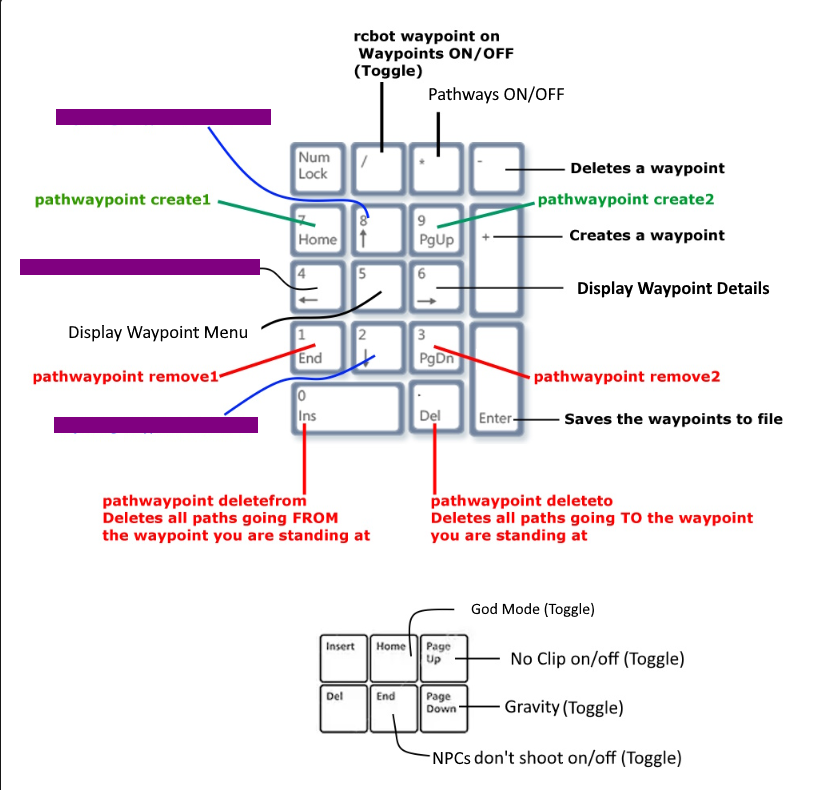 rcbot waypoint on
Waypoints ON/OFF
(Toggle)
Pathways ON/OFF
Num
Lock
/
*
-
Deletes a waypoint
pathwaypoint create1
7
Home
8
↑
9
PgUp
pathwaypoint create2
+
Creates a waypoint
4
←
5
6
→
Display Waypoint Details
Display Waypoint Menu
1
End
2
↓
3
PgDn
pathwaypoint remove1
pathwaypoint remove2
0
Ins
.
Del
Enter
Saves the waypoints to file
pathwaypoint deletefrom
Deletes all paths going FROM
the waypoint you are standing at
pathwaypoint deleteto
Deletes all paths going TO the waypoint
you are standing at
God Mode (Toggle)
Insert
Home
Page
Up
No Clip on/off (Toggle)
Del
End
Page
Down
Gravity (Toggle)
NPCs don't shoot on/off (Toggle)